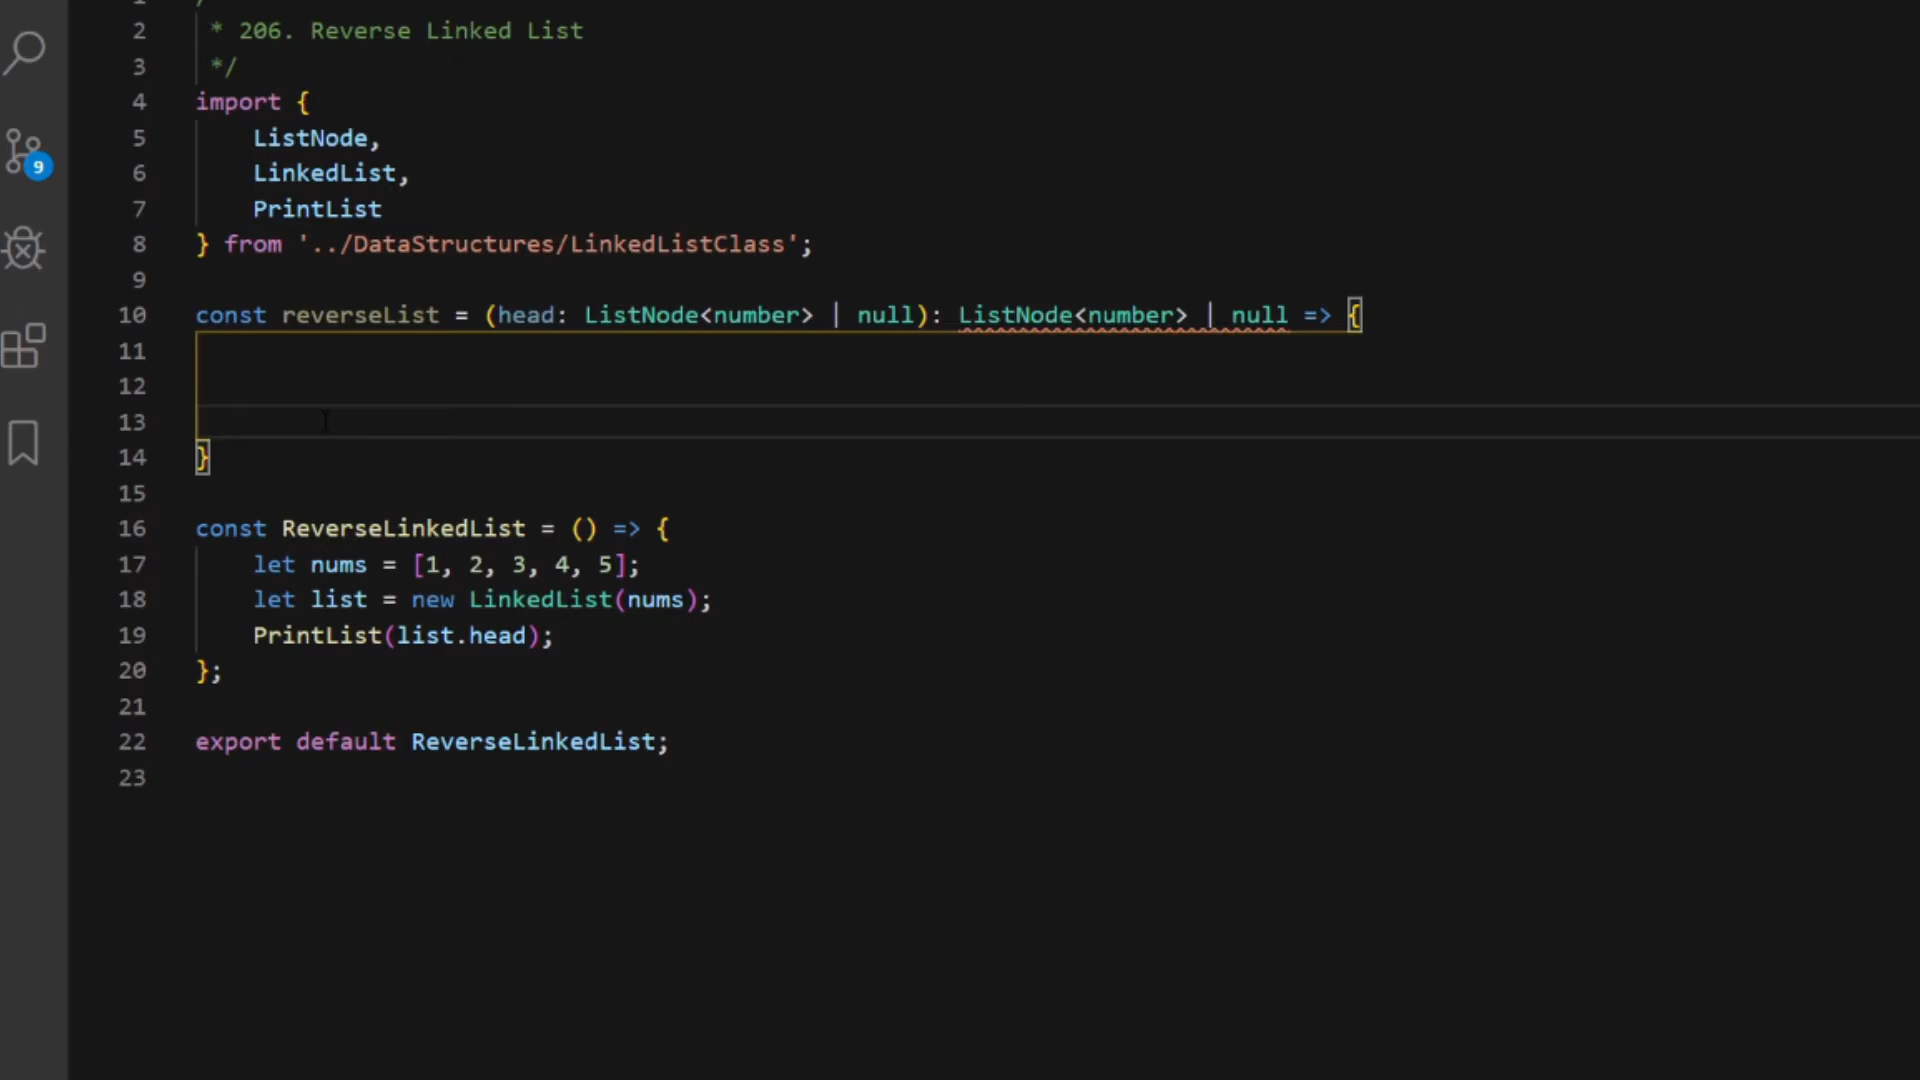 2 * 206. Reverse Linked List
3 */
4 import {
5 ListNode,
6 LinkedList,
7 PrintList
8 } from '../DataStructures/LinkedListClass';
9
10 const reverseList = (head: ListNode<number> | null): ListNode<number> | null => {
11
12
13
14 }
15
16 const ReverseLinkedList = () => {
17 let nums = [1, 2, 3, 4, 5];
18 let list = new LinkedList(nums);
19 PrintList(list.head);
20 };
21
22 export default ReverseLinkedList;
23
9